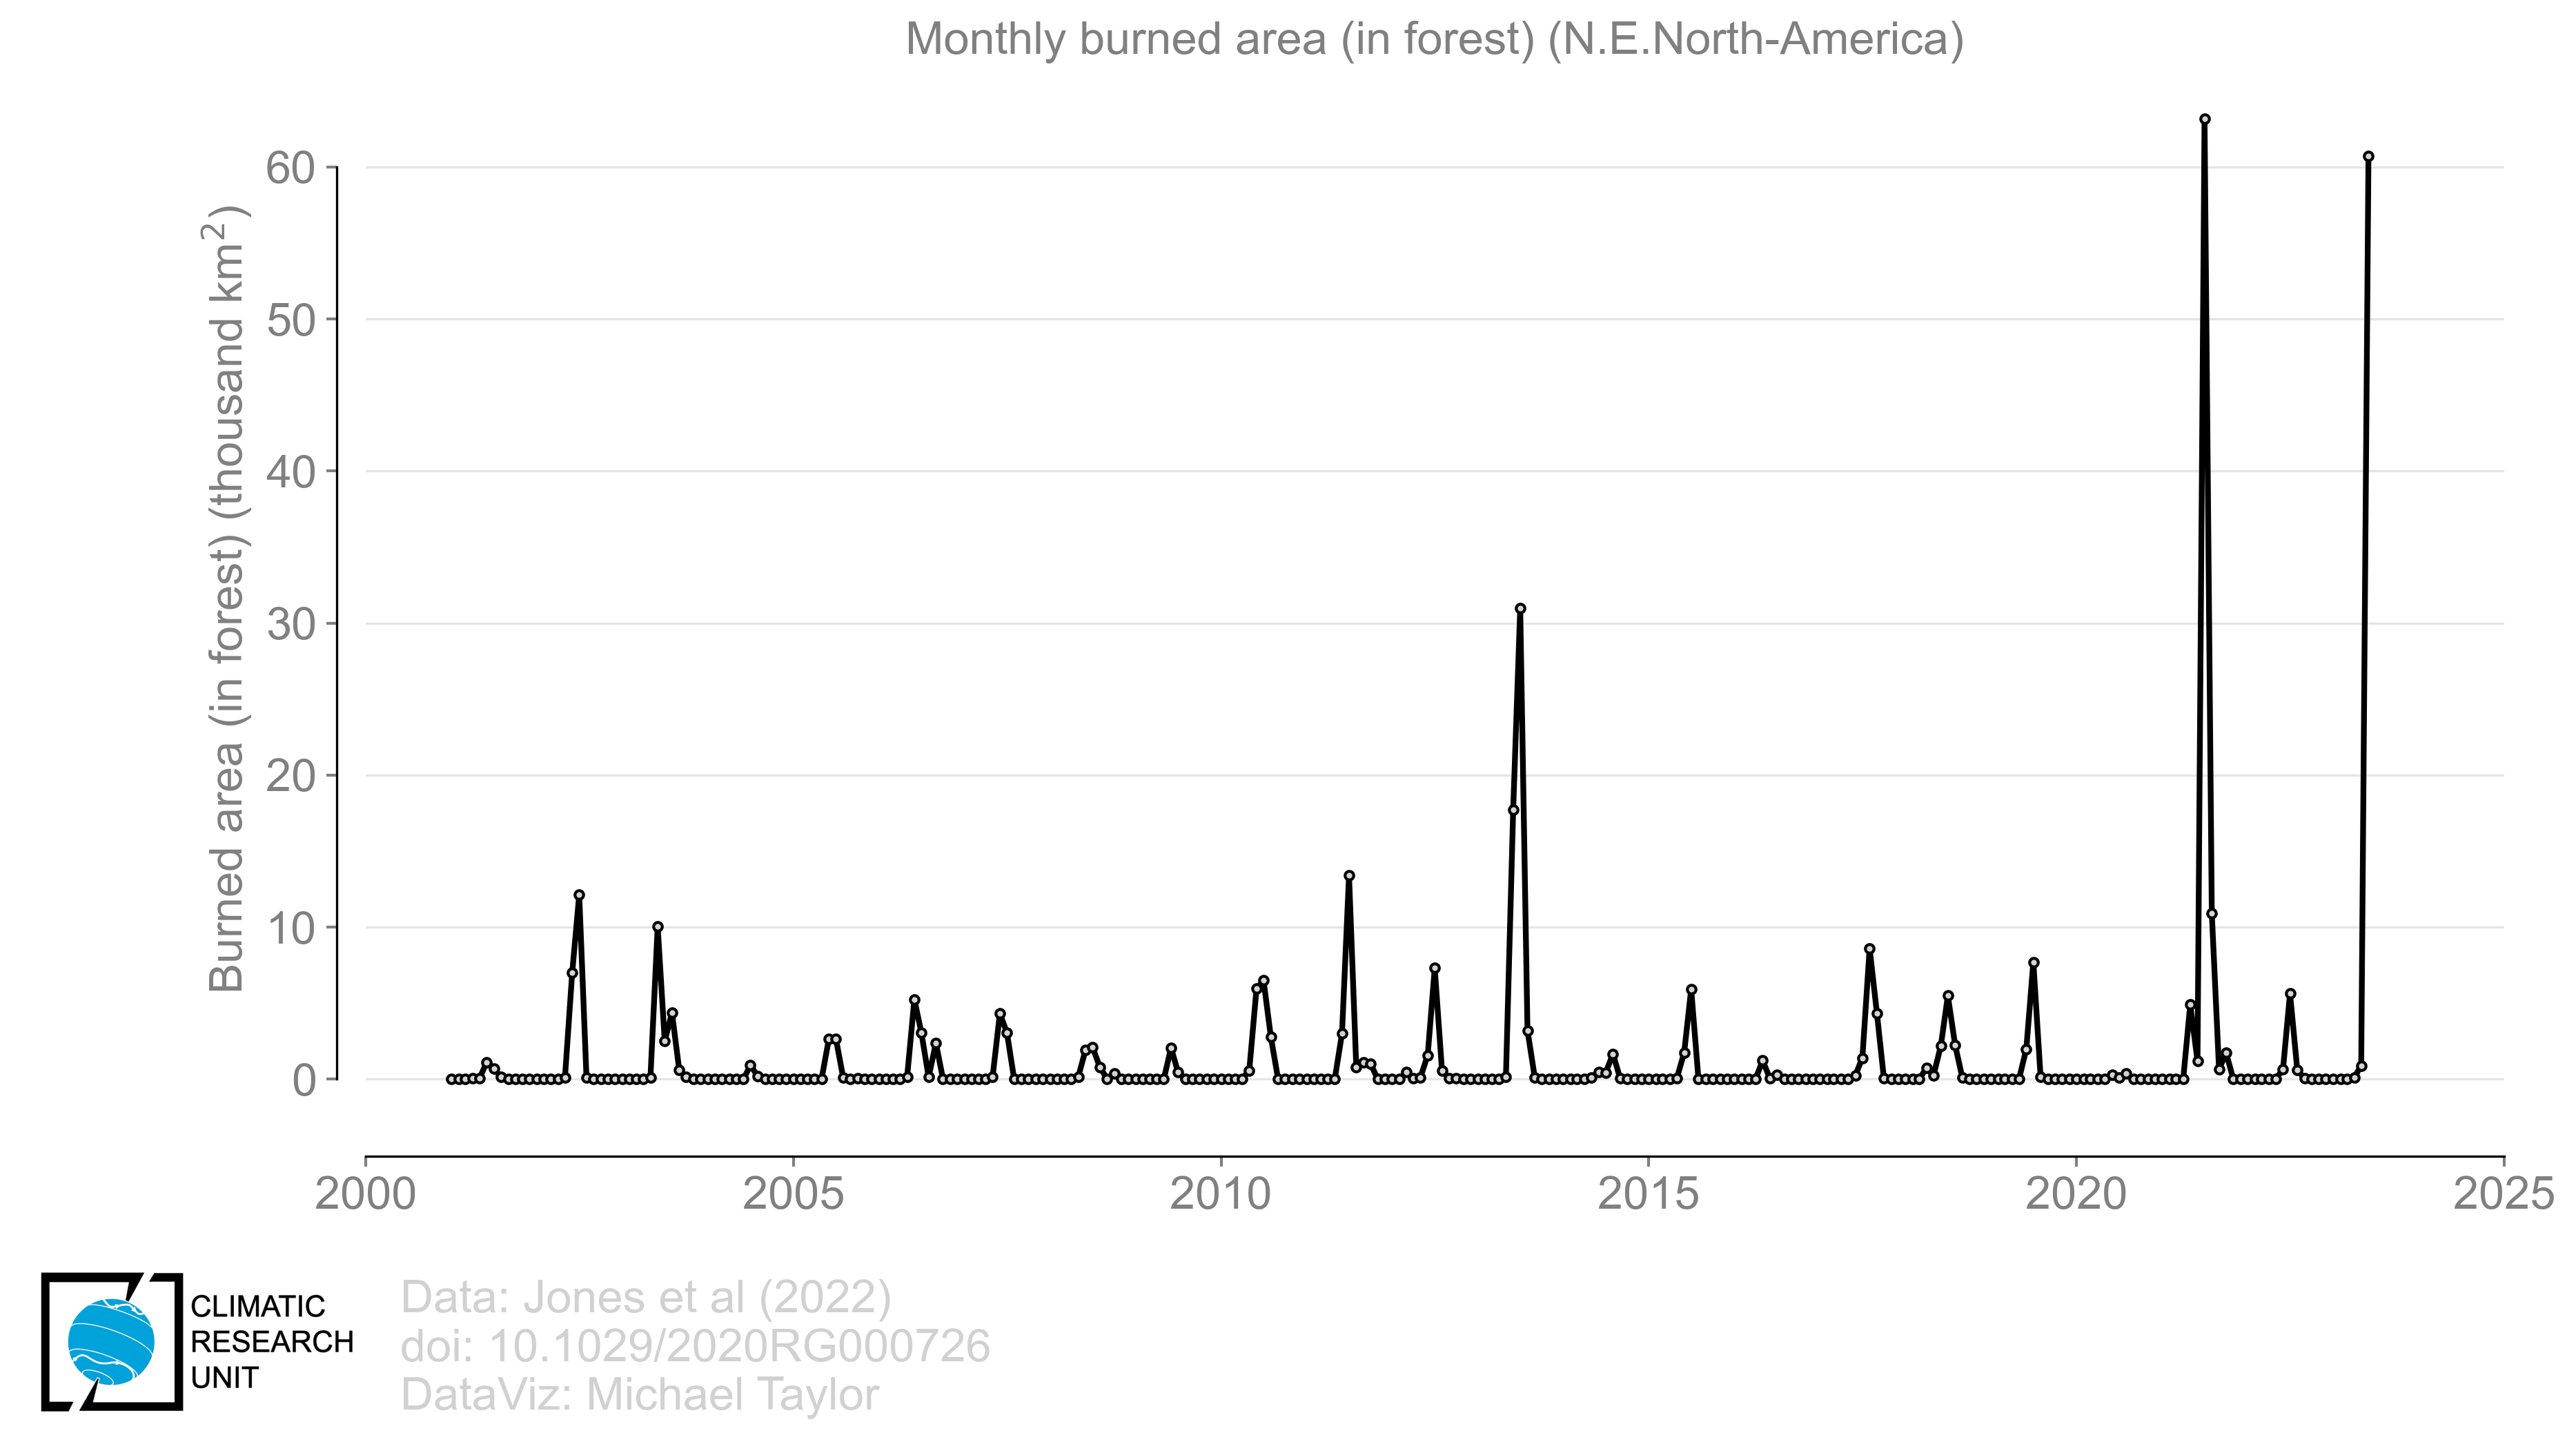 Monthly burned area (in forest) (N.E.North-America)
Burned area (in forest) (thousand km²)
60
50
40
30
20
10
0
2000 2005 2010 2015 2020 2025
CLIMATIC
RESEARCH
UNIT
Data: Jones et al (2022)
doi: 10.1029/2020RG000726
DataViz: Michael Taylor